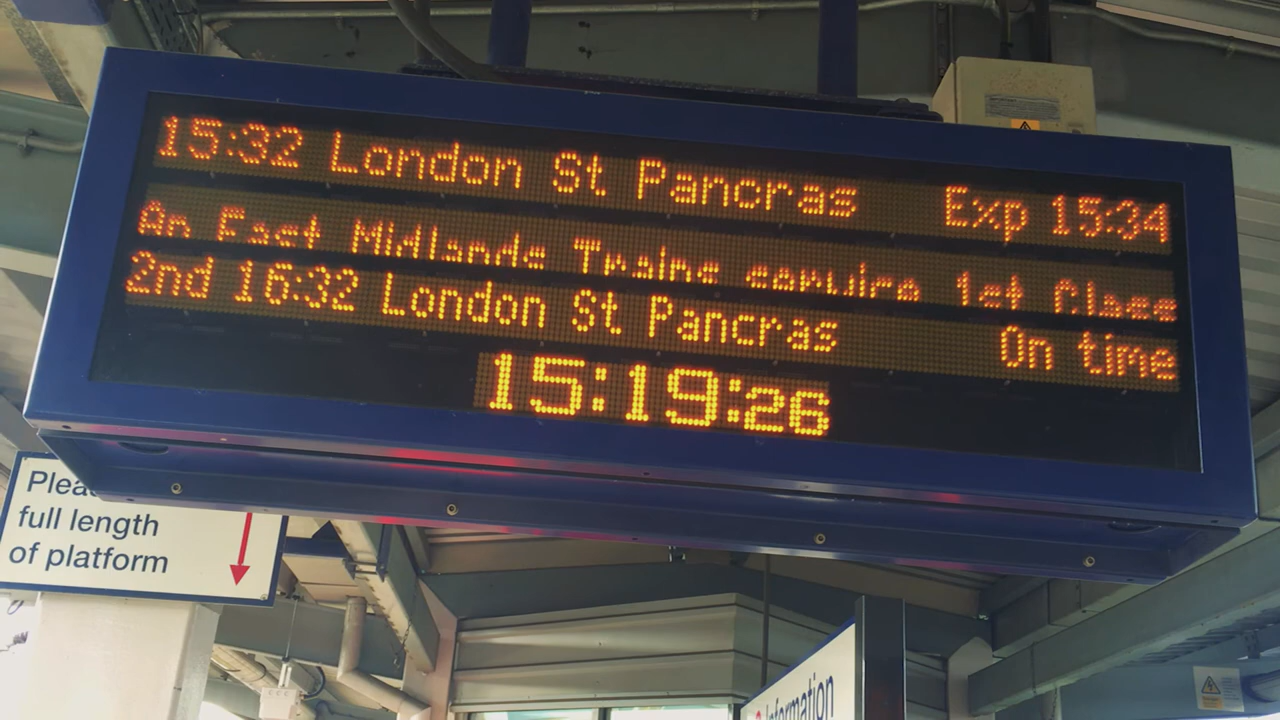 15:32 London St Pancras Exp 15:34
An East Midlands Trains service 1st Class
2nd 16:32 London St Pancras On time
15:19:26
full length
of platform
Information